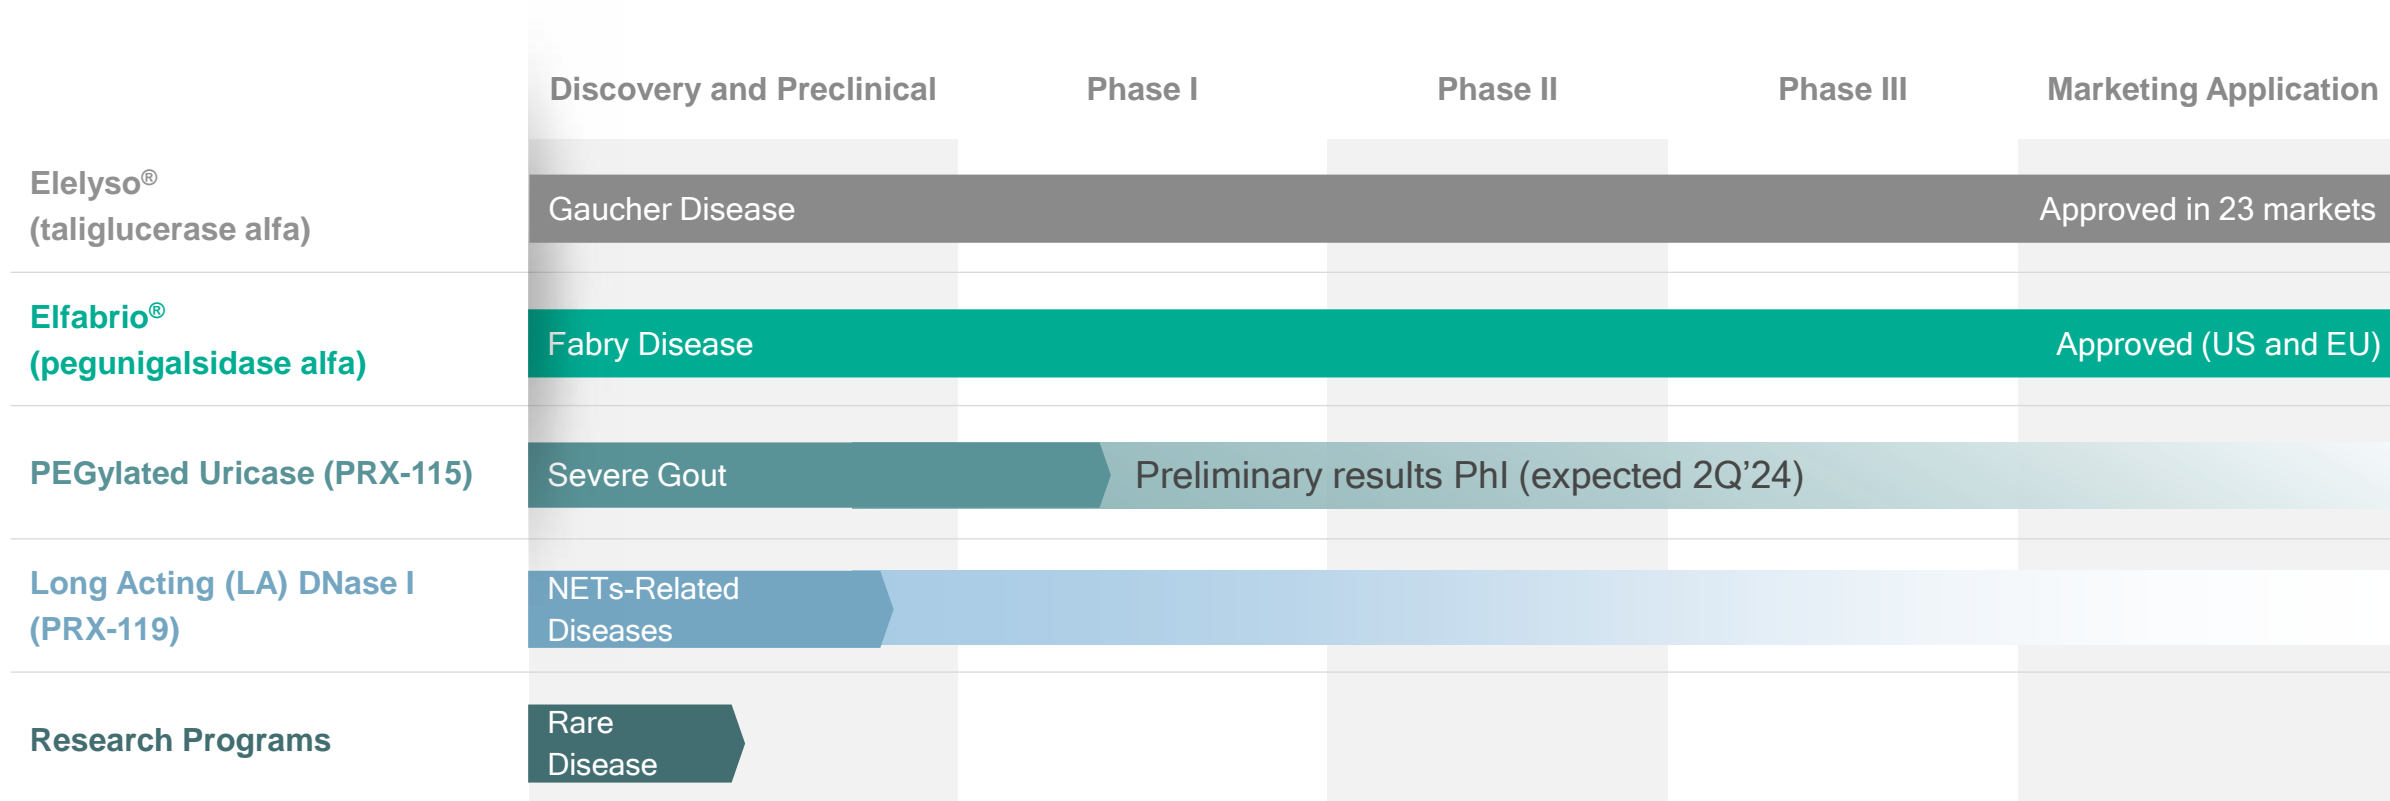 Discovery and Preclinical Phase I Phase II Phase III Marketing Application
Elelyso®
(taliglucerase alfa)
Gaucher Disease Approved in 23 markets
Elfabrio®
(pegunigalsidase alfa)
Fabry Disease Approved (US and EU)
PEGylated Uricase (PRX-115) Severe Gout Preliminary results PhI (expected 2Q’24)
Long Acting (LA) DNase I
(PRX-119)
NETs-Related
Diseases
Research Programs
Rare
Disease